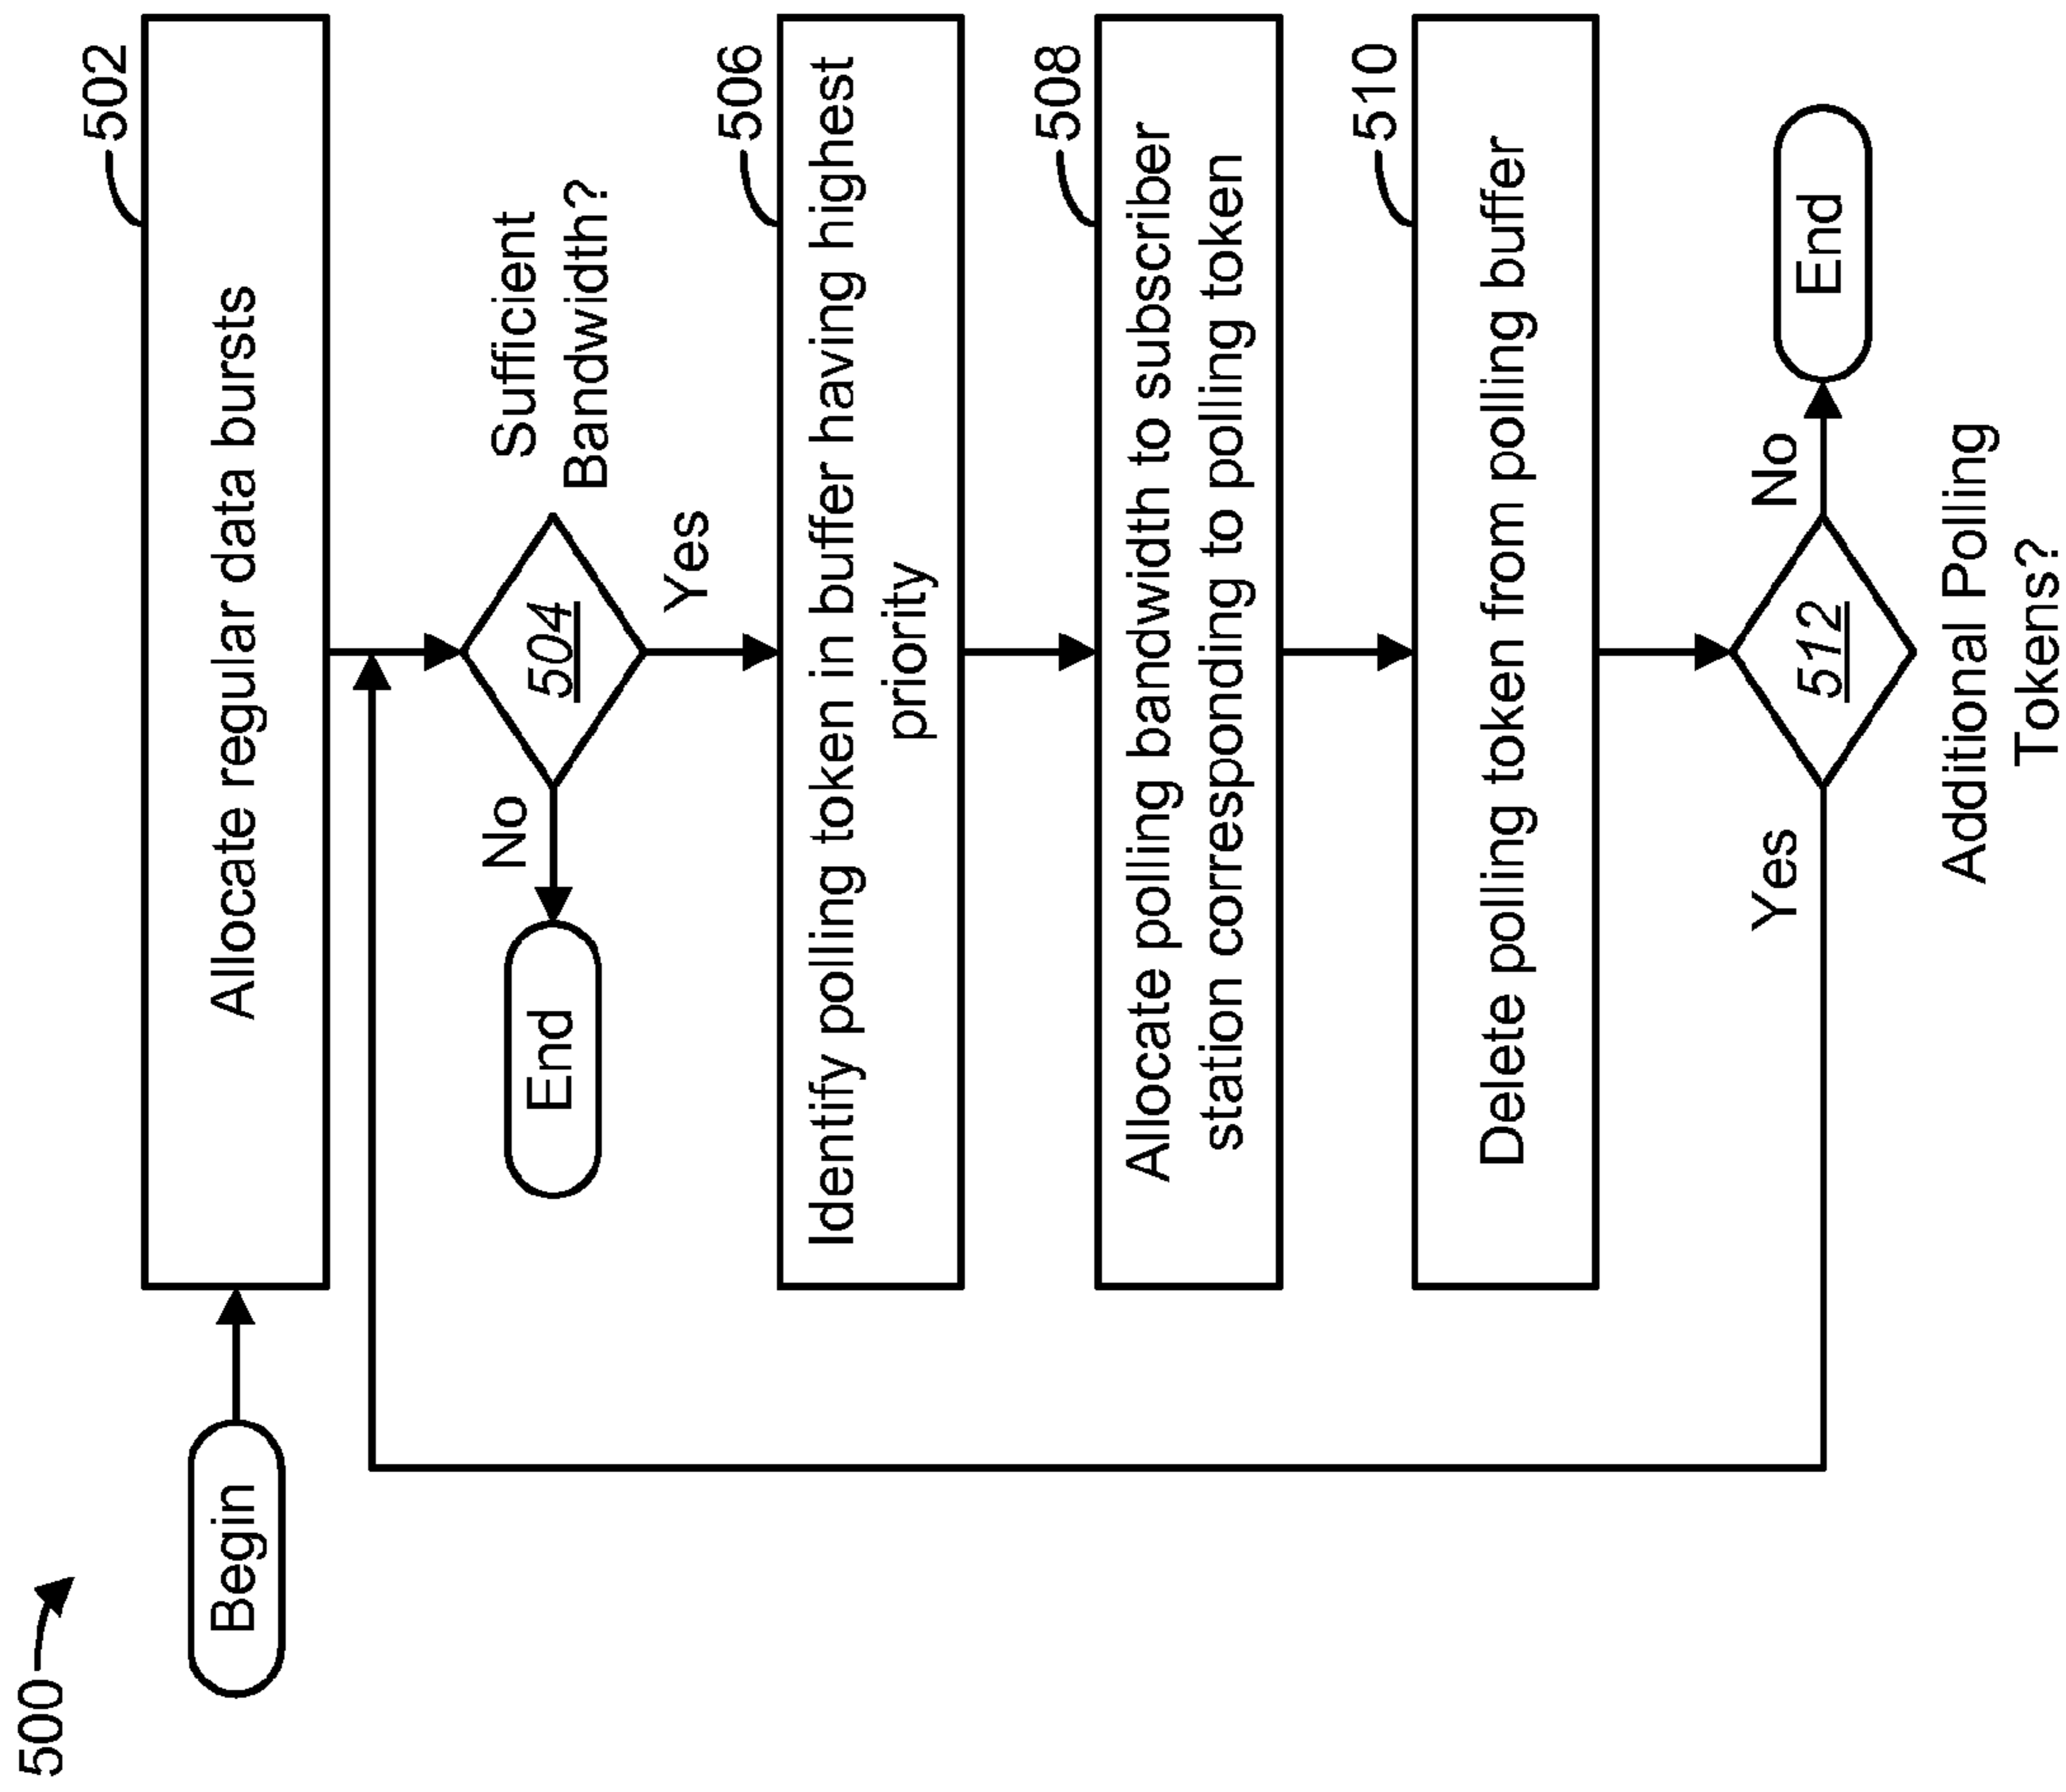 500
Begin
502
Allocate regular data bursts
504
Sufficient
Bandwidth?
No
End
Yes
506
Identify polling token in buffer having highest
priority
508
Allocate polling bandwidth to subscriber
station corresponding to polling token
510
Delete polling token from polling buffer
512
Yes
No
End
Additional Polling
Tokens?